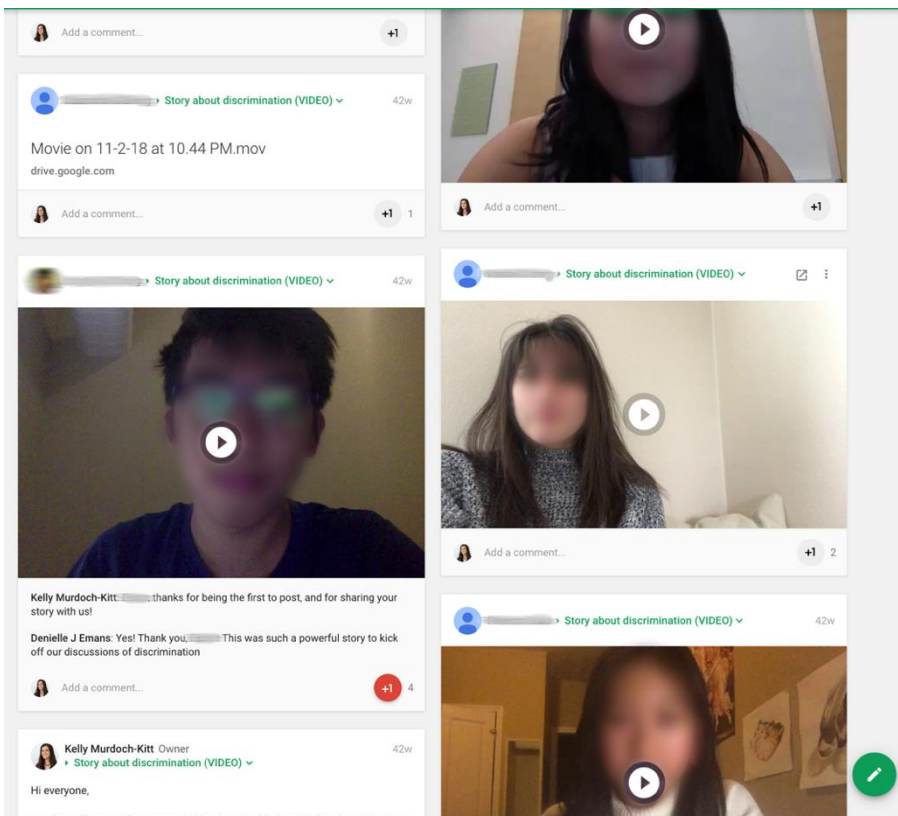 Add a comment...
+1
Story about discrimination (VIDEO)
42w
Movie on 11-2-18 at 10.44 PM.mov
drive.google.com
Add a comment...
+1 1
Story about discrimination (VIDEO)
42w
Kelly Murdoch-Kitt: thanks for being the first to post, and for sharing your
story with us!
Denielle J Emans: Yes! Thank you, This was such a powerful story to kick
off our discussions of discrimination
Add a comment...
+1 4
Kelly Murdoch-Kitt Owner
42w
Story about discrimination (VIDEO)
Hi everyone,
Add a comment...
+1
Story about discrimination (VIDEO)
Add a comment...
+1 2
Story about discrimination (VIDEO)
42w